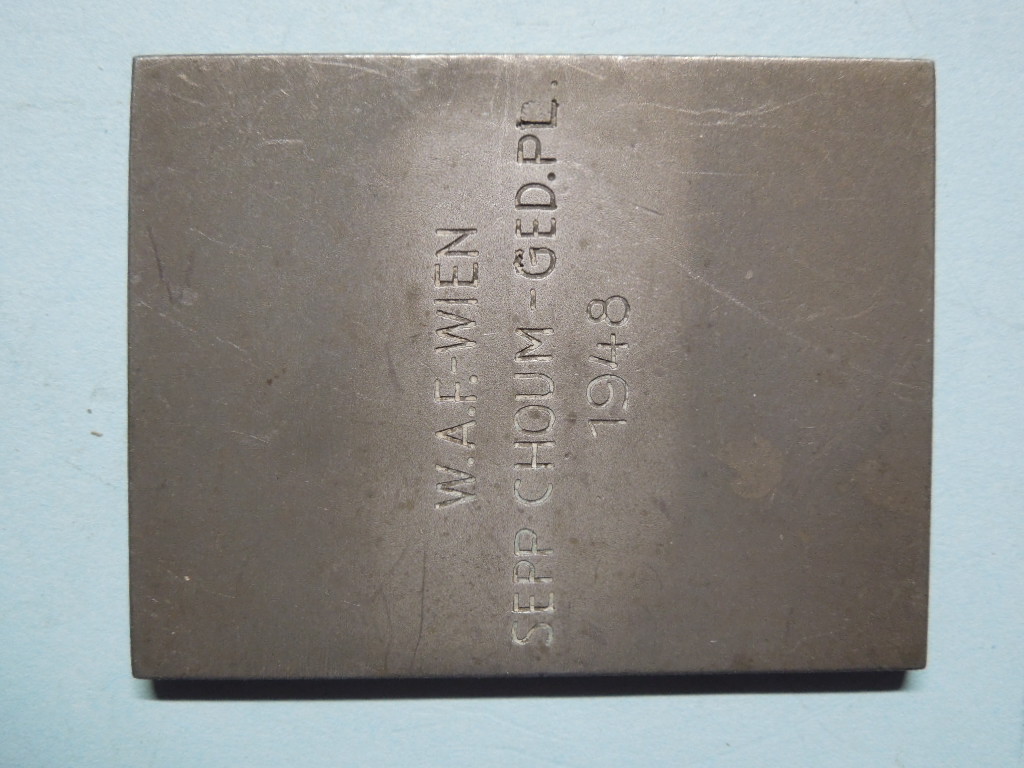 W.A.F.-WIEN
SEPP CHOUM-GED.PL.
1948